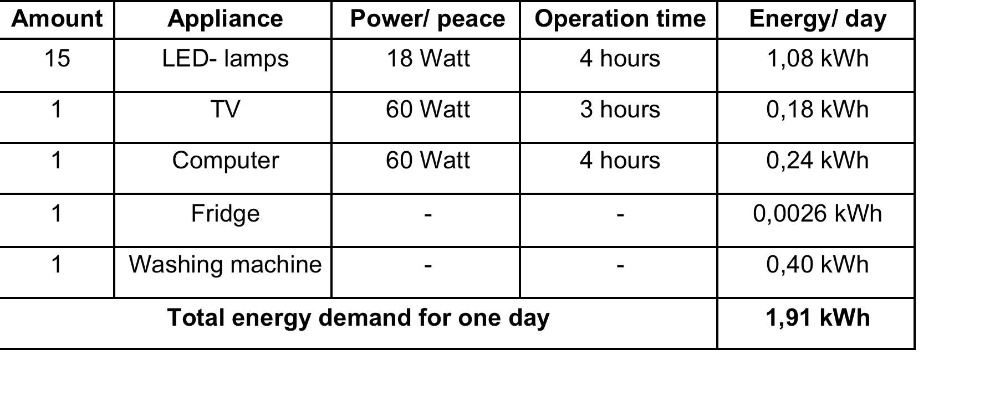 Amount Appliance Power/ peace Operation time Energy/ day
15 LED- lamps 18 Watt 4 hours 1,08 kWh
1 TV 60 Watt 3 hours 0,18 kWh
1 Computer 60 Watt 4 hours 0,24 kWh
1 Fridge - - 0,0026 kWh
1 Washing machine - - 0,40 kWh
Total energy demand for one day 1,91 kWh